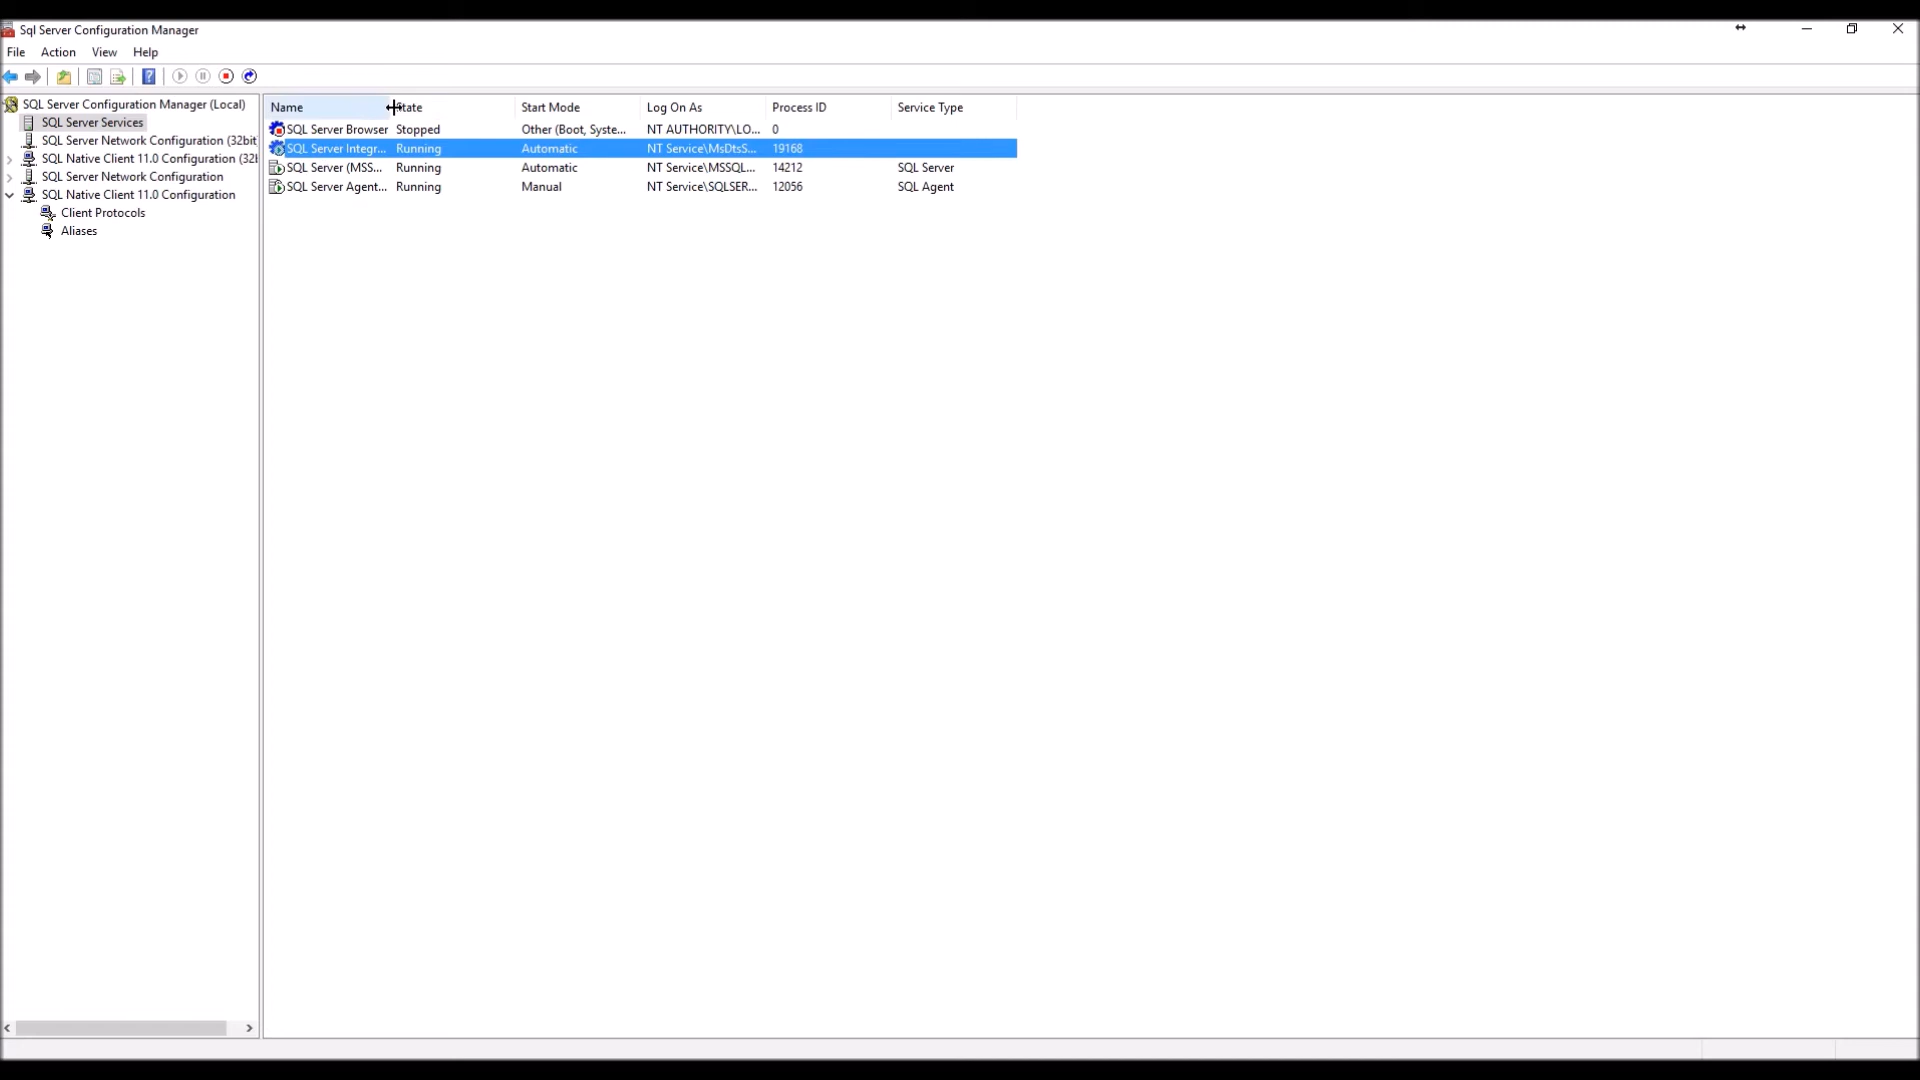 Sql Server Configuration Manager
File Action View Help
SQL Server Configuration Manager (Local)
SQL Server Services
SQL Server Network Configuration (32bit
SQL Native Client 11.0 Configuration (32l
SQL Server Network Configuration
SQL Native Client 11.0 Configuration
Client Protocols
Aliases
Name State Start Mode Log On As Process ID Service Type
SQL Server Browser Stopped Other (Boot, Syste... NT AUTHORITY\LO... 0
SQL Server Integr... Running Automatic NT Service\MsDtsS... 19168
SQL Server (MSS... Running Automatic NT Service\MSSQL... 14212 SQL Server
SQL Server Agent... Running Manual NT Service\SQLSER... 12056 SQL Agent